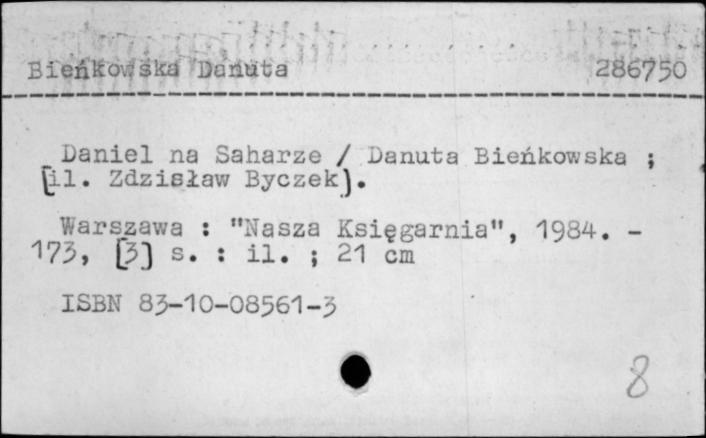 Bieńkowska Danuta 286750
Daniel na Saharze / Danuta Bieńkowska ;
[il. Zdzisław Byczek].
Warszawa : "Nasza Księgarnia", 1984. -
173, [3] s. : il. ; 21 cm
ISBN 83-10-08561-3
8